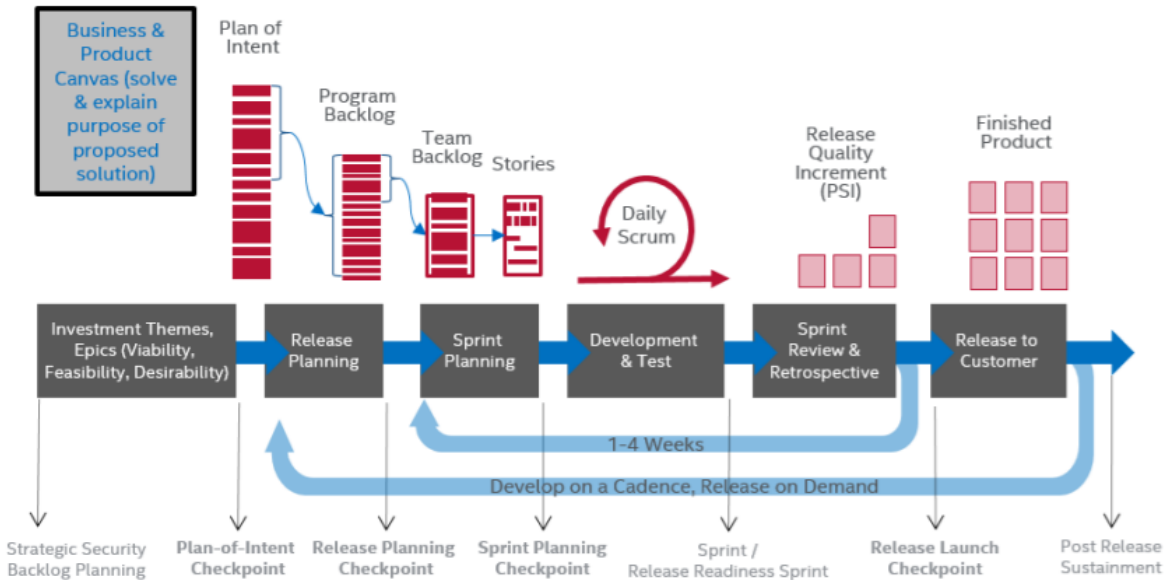 Business &
Product
Canvas (solve
& explain
purpose of
proposed
solution)
Plan of
Intent
Program
Backlog
Team
Backlog
Stories
Daily
Scrum
Release
Quality
Increment
(PSI)
Finished
Product
Investment Themes,
Epics (Viability,
Feasibility, Desirability)
Release
Planning
Sprint
Planning
Development
& Test
Sprint
Review &
Retrospective
Release to
Customer
1-4 Weeks
Develop on a Cadence, Release on Demand
Strategic Security
Backlog Planning
Plan-of-Intent
Checkpoint
Release Planning
Checkpoint
Sprint Planning
Checkpoint
Sprint /
Release Readiness Sprint
Release Launch
Checkpoint
Post Release
Sustainment